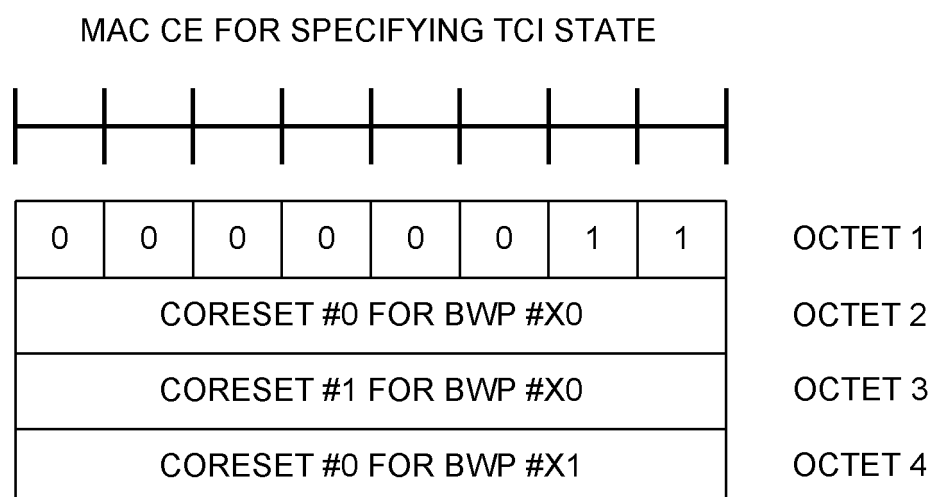 MAC CE FOR SPECIFYING TCI STATE
0 0 0 0 0 0 1 1 OCTET 1
CORESET #0 FOR BWP #X0 OCTET 2
CORESET #1 FOR BWP #X0 OCTET 3
CORESET #0 FOR BWP #X1 OCTET 4